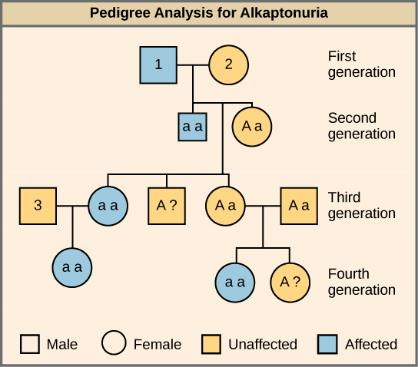 Pedigree Analysis for Alkaptonuria
1
2
First
generation
a a
A a
Second
generation
3
a a
A ?
A a
A a
Third
generation
a a
a a
A ?
Fourth
generation
Male
Female
Unaffected
Affected